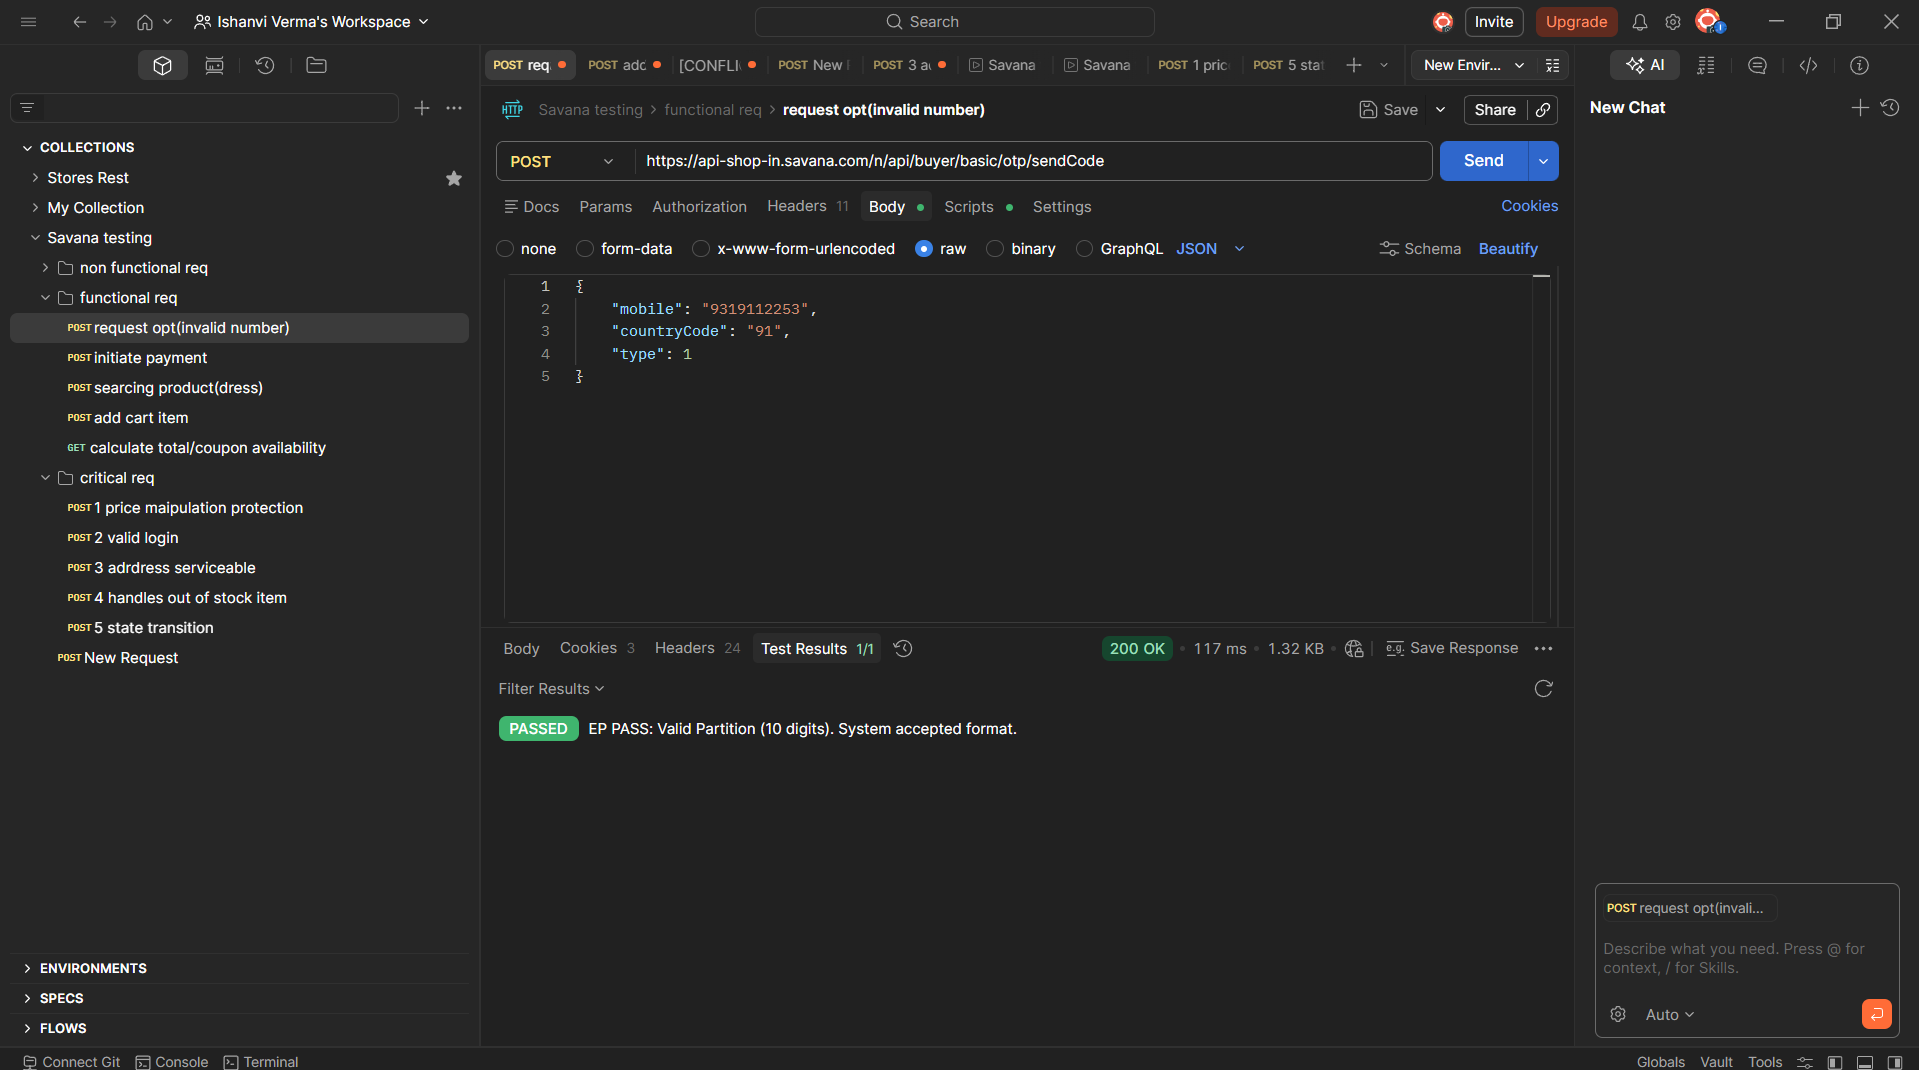 Ishanvi Verma's Workspace
Search
Invite
Upgrade
POST req
POST adc
[CONFLI
POST New
POST 3 a
Savana
Savana
POST 1 pric
POST 5 stat
New Envir...
AI
New Chat
COLLECTIONS
Stores Rest
My Collection
Savana testing
non functional req
functional req
POST request opt(invalid number)
POST initiate payment
POST searcing product(dress)
POST add cart item
GET calculate total/coupon availability
critical req
POST 1 price maipulation protection
POST 2 valid login
POST 3 adrdress serviceable
POST 4 handles out of stock item
POST 5 state transition
POST New Request
ENVIRONMENTS
SPECS
FLOWS
HTTP Savana testing > functional req > request opt(invalid number)
Save
Share
POST https://api-shop-in.savana.com/n/api/buyer/basic/otp/sendCode
Send
Docs Params Authorization Headers 11 Body Scripts Settings
Cookies
none form-data x-www-form-urlencoded raw binary GraphQL JSON
Schema Beautify
1 {
2 "mobile": "9319112253",
3 "countryCode": "91",
4 "type": 1
5 }
Body Cookies 3 Headers 24 Test Results 1/1
200 OK • 117 ms • 1.32 KB •
e.g. Save Response
Filter Results
PASSED EP PASS: Valid Partition (10 digits). System accepted format.
POST request opt(invali...
Describe what you need. Press @ for
context, / for Skills.
Auto
Connect Git Console Terminal
Globals Vault Tools